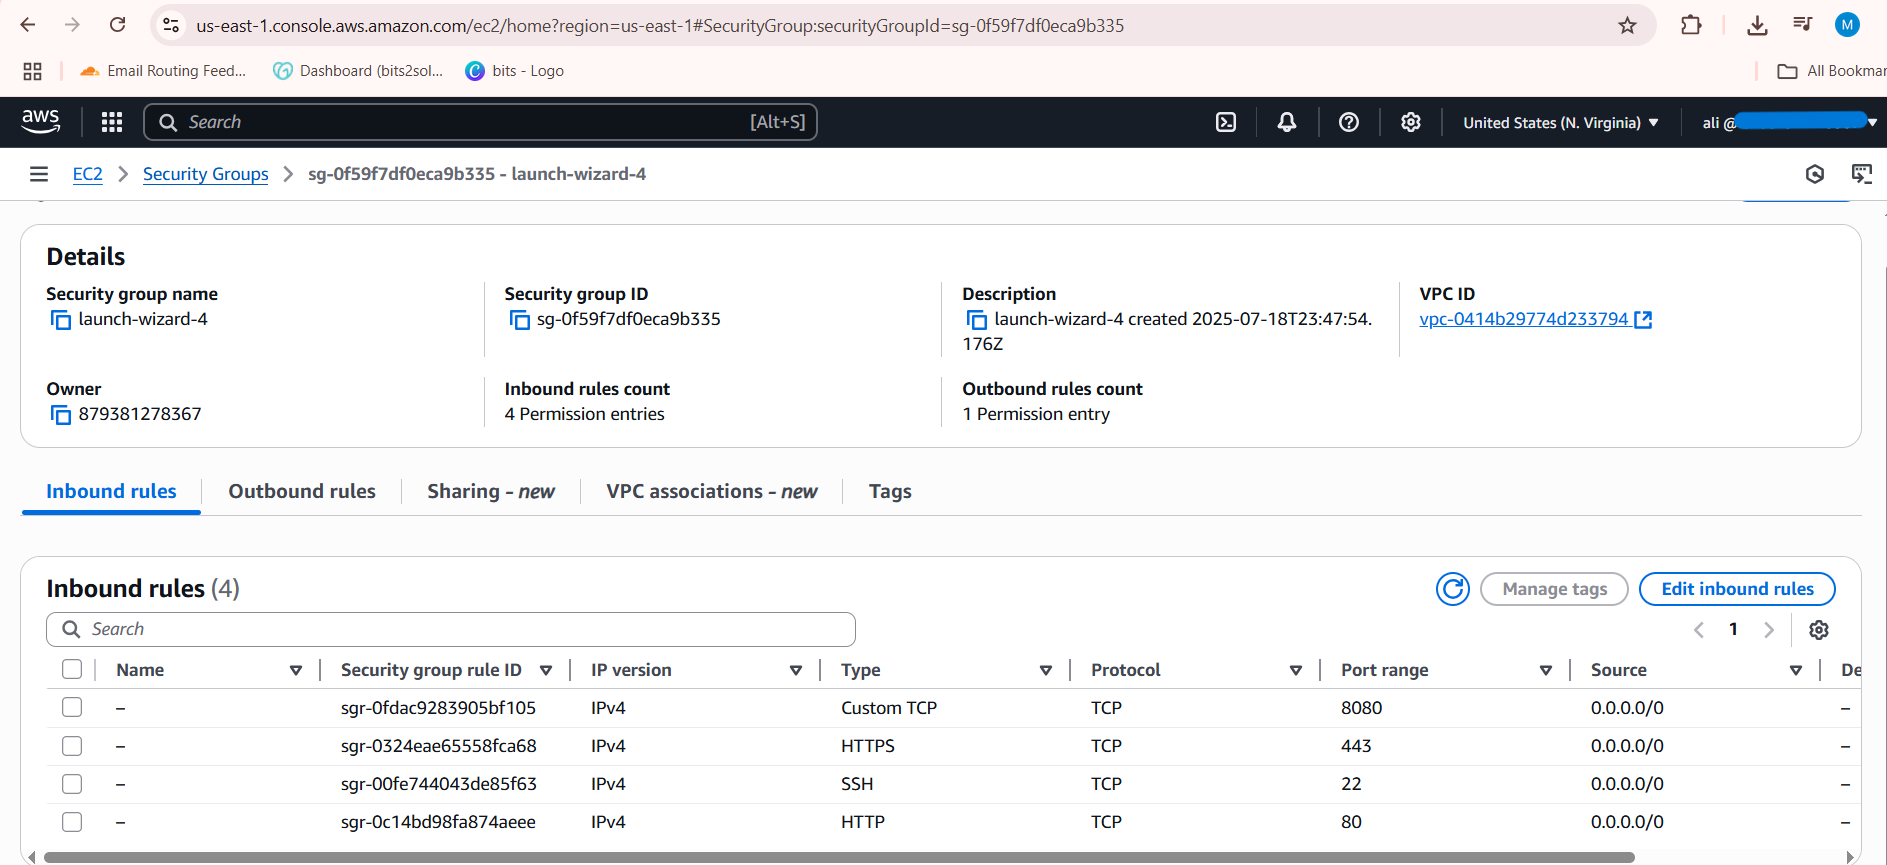 us-east-1.console.aws.amazon.com/ec2/home?region=us-east-1#SecurityGroup:securityGroupId=sg-0f59f7df0eca9b335
M
Email Routing Feed... Dashboard (bits2sol... bits - Logo All Bookmar
aws Search [Alt+S] United States (N. Virginia) ali @
EC2 Security Groups sg-0f59f7df0eca9b335 - launch-wizard-4
Details
Security group name Security group ID Description VPC ID
launch-wizard-4 sg-0f59f7df0eca9b335 launch-wizard-4 created 2025-07-18T23:47:54. vpc-0414b29774d233794
176Z
Owner Inbound rules count Outbound rules count
879381278367 4 Permission entries 1 Permission entry
Inbound rules Outbound rules Sharing - new VPC associations - new Tags
Inbound rules (4) Manage tags Edit inbound rules
Search 1
Name Security group rule ID IP version Type Protocol Port range Source De
– sgr-0fdac9283905bf105 IPv4 Custom TCP TCP 8080 0.0.0.0/0 –
– sgr-0324eae65558fca68 IPv4 HTTPS TCP 443 0.0.0.0/0 –
– sgr-00fe744043de85f63 IPv4 SSH TCP 22 0.0.0.0/0 –
– sgr-0c14bd98fa874aeee IPv4 HTTP TCP 80 0.0.0.0/0 –